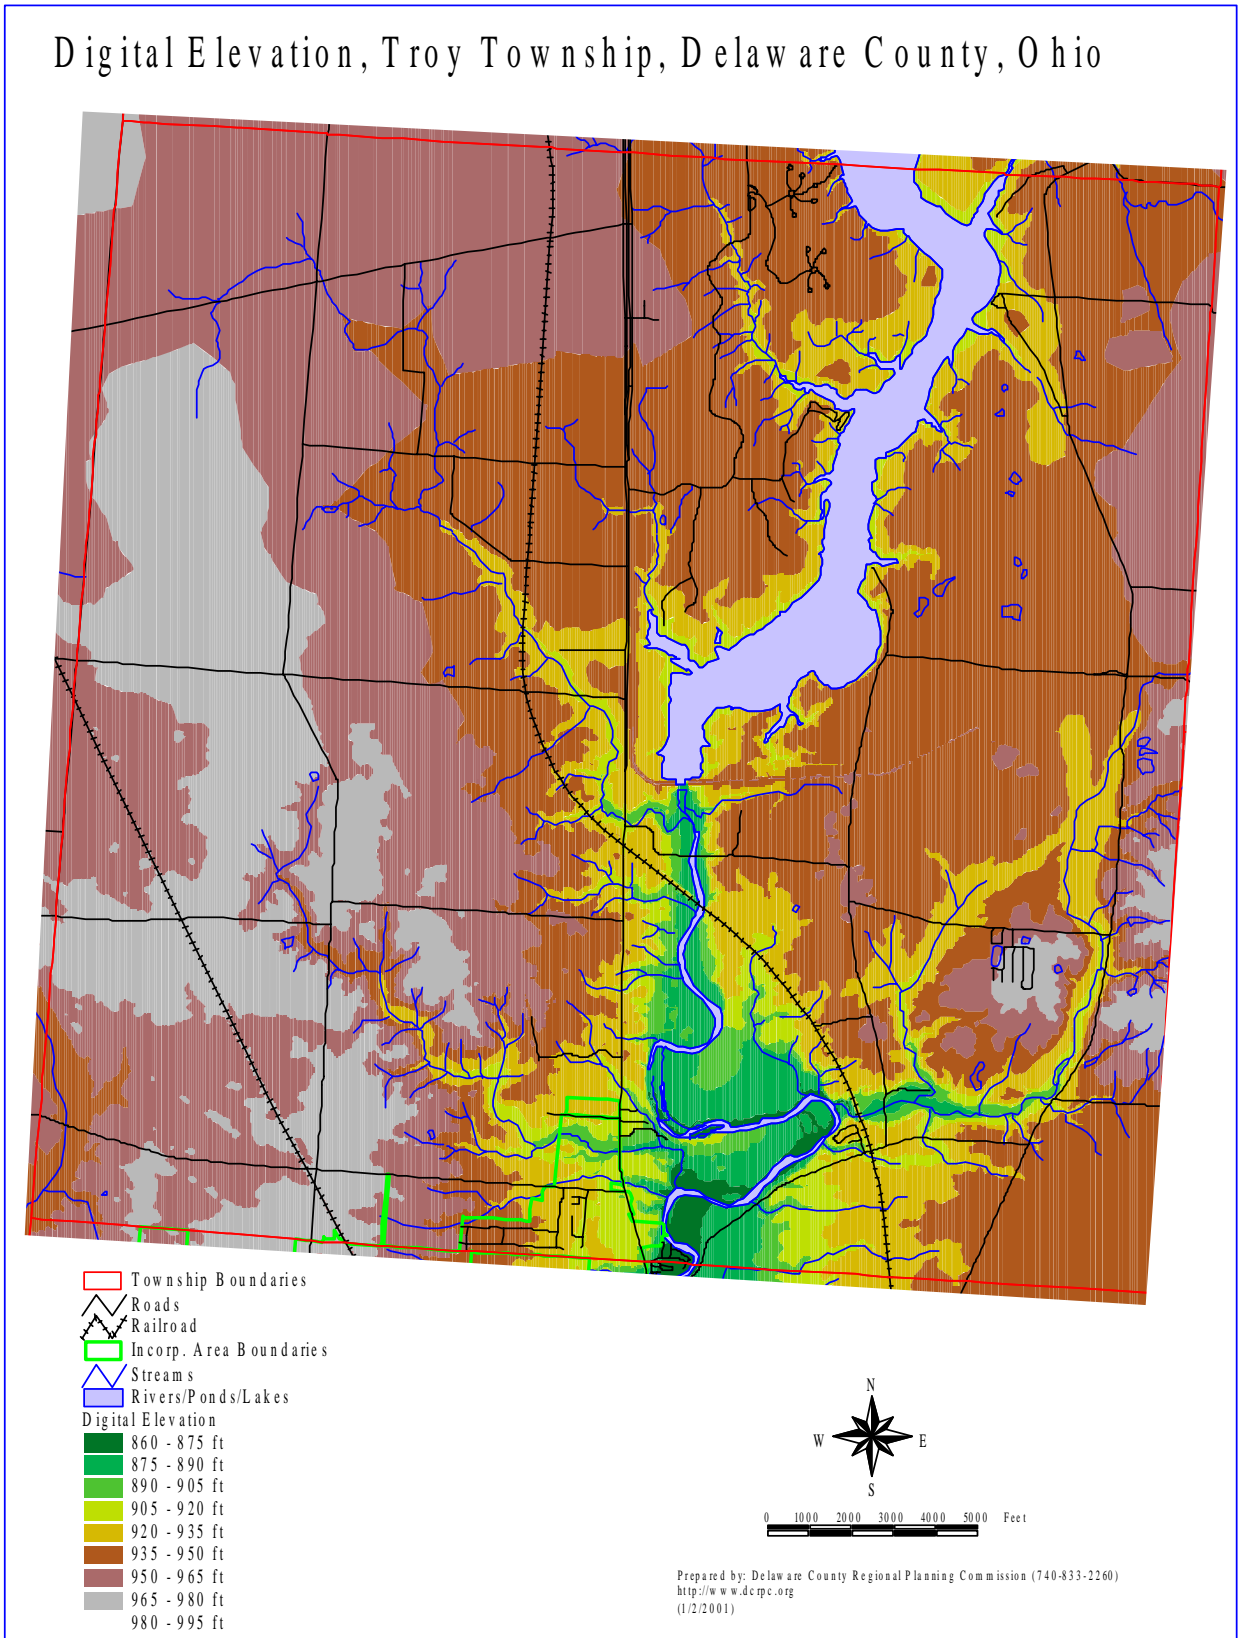 Digital Elevation, Troy Township, Delaware County, Ohio
Township Boundaries
Roads
Railroad
Incorp. Area Boundaries
Streams
Rivers/Ponds/Lakes
Digital Elevation
860 - 875 ft
875 - 890 ft
890 - 905 ft
905 - 920 ft
920 - 935 ft
935 - 950 ft
950 - 965 ft
965 - 980 ft
980 - 995 ft
N
W E
S
0 1000 2000 3000 4000 5000 Feet
Prepared by: Delaware County Regional Planning Commission (740-833-2260)
http://www.dcrpc.org
(1/2/2001)